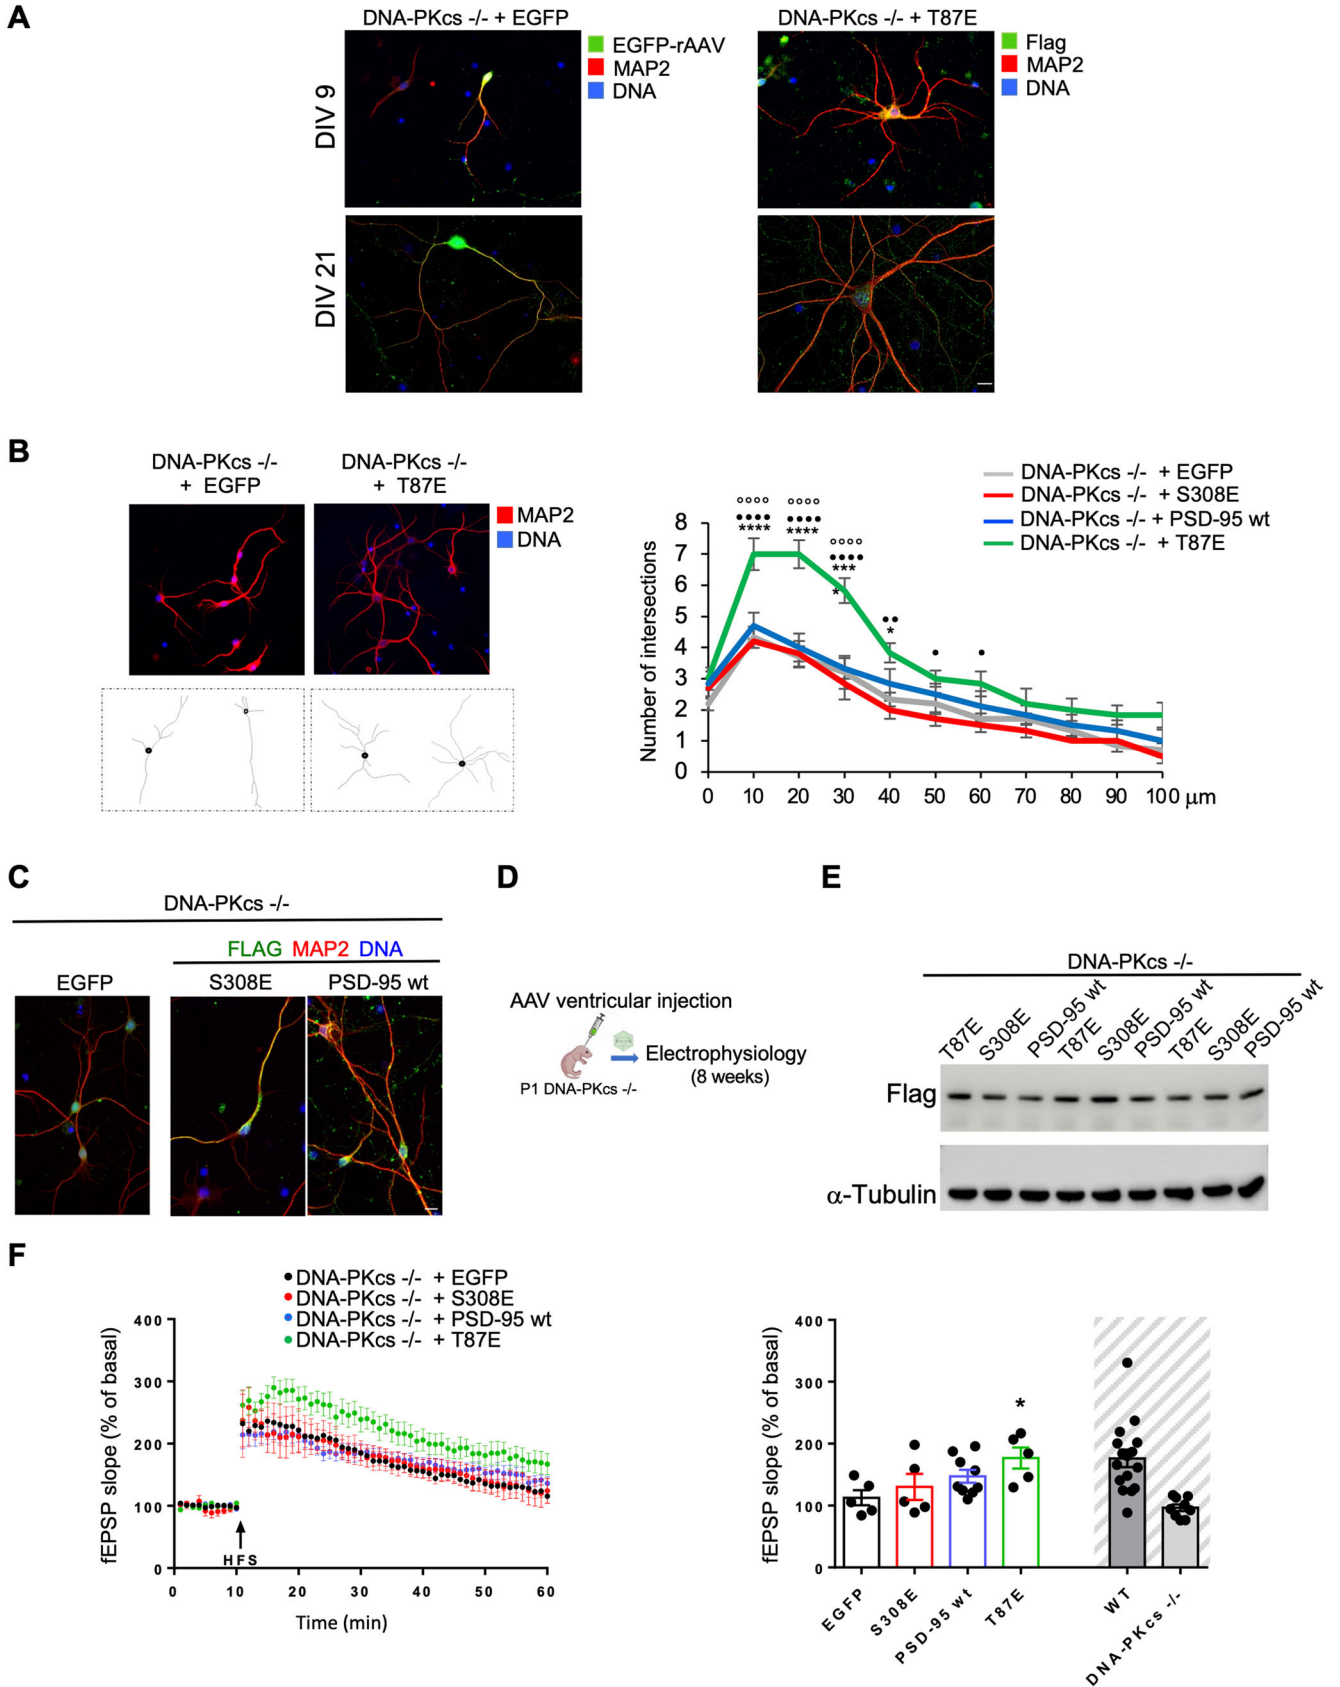 A
DNA-PKcs -/- + EGFP
DNA-PKcs -/- + T87E
DIV 9
EGFP-rAAV
MAP2
DNA
Flag
MAP2
DNA
DIV 21
B
DNA-PKcs -/-
+ EGFP
DNA-PKcs -/-
+ T87E
MAP2
DNA
DNA-PKcs -/- + EGFP
DNA-PKcs -/- + S308E
DNA-PKcs -/- + PSD-95 wt
DNA-PKcs -/- + T87E
Number of intersections
8
7
6
5
4
3
2
1
0
°°°°
••••
****
°°°°
••••
****
°°°°
••••
***
*
••
*
•
•
0 10 20 30 40 50 60 70 80 90 100 μm
C
DNA-PKcs -/-
FLAG MAP2 DNA
EGFP
S308E
PSD-95 wt
D
AAV ventricular injection
Electrophysiology
(8 weeks)
P1 DNA-PKcs -/-
E
DNA-PKcs -/-
T87E
S308E
PSD-95 wt
T87E
S308E
PSD-95 wt
T87E
S308E
PSD-95 wt
Flag
α-Tubulin
F
DNA-PKcs -/- + EGFP
DNA-PKcs -/- + S308E
DNA-PKcs -/- + PSD-95 wt
DNA-PKcs -/- + T87E
fEPSP slope (% of basal)
400
300
200
100
0
HFS
0 10 20 30 40 50 60
Time (min)
fEPSP slope (% of basal)
400
300
200
100
0
*
EGFP
S308E
PSD-95 wt
T87E
WT
DNA-PKcs -/-